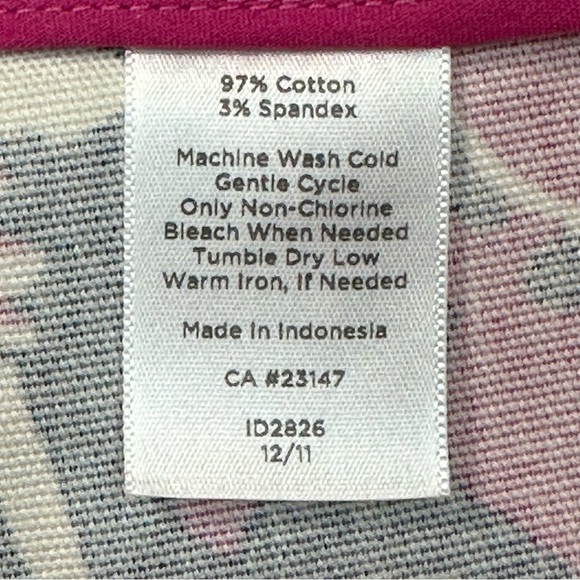 97% Cotton
3% Spandex
Machine Wash Cold
Gentle Cycle
Only Non-Chlorine
Bleach When Needed
Tumble Dry Low
Warm Iron, If Needed
Made In Indonesia
CA #23147
ID2826
12/11